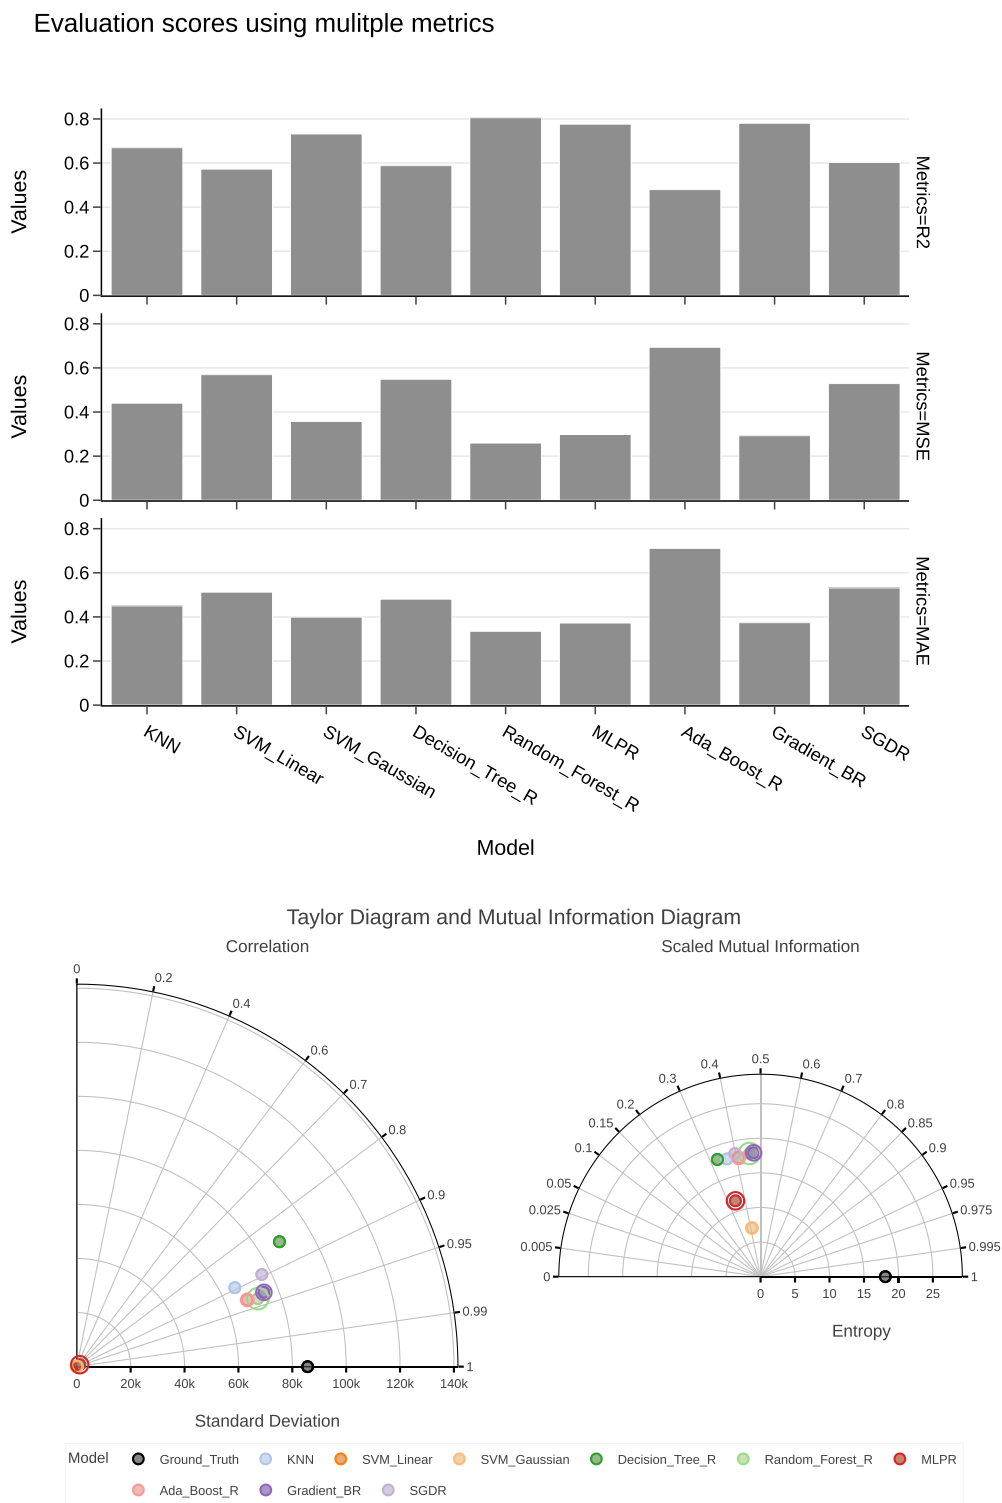 Evaluation scores using mulitple metrics
0.8
0.6
0.4
0.2
0
Values
Metrics=R2
0.8
0.6
0.4
0.2
0
Values
Metrics=MSE
0.8
0.6
0.4
0.2
0
Values
Metrics=MAE
KNN
SVM_Linear
SVM_Gaussian
Decision_Tree_R
Random_Forest_R
MLPR
Ada_Boost_R
Gradient_BR
SGDR
Model
Taylor Diagram and Mutual Information Diagram
Correlation
0
0.2
0.4
0.6
0.7
0.8
0.9
0.95
0.99
1
0 20k 40k 60k 80k 100k 120k 140k
Standard Deviation
Scaled Mutual Information
0
0.005
0.025
0.05
0.1
0.15
0.2
0.3
0.4
0.5
0.6
0.7
0.8
0.85
0.9
0.95
0.975
0.995
1
0 5 10 15 20 25
Entropy
Model Ground_Truth KNN SVM_Linear SVM_Gaussian Decision_Tree_R Random_Forest_R MLPR
Ada_Boost_R Gradient_BR SGDR